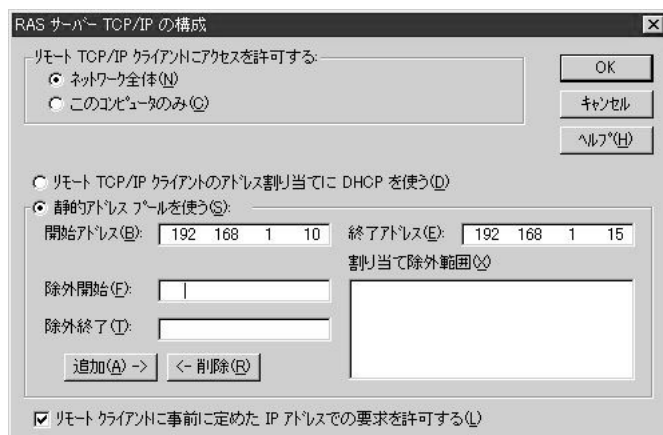 RAS サーバー TCP/IP の構成
リモート TCP/IP クライアントにアクセスを許可する:
ネットワーク全体(N)
このコンピュータのみ(C)
OK
キャンセル
ヘルプ(H)
リモート TCP/IP クライアントのアドレス割り当てに DHCP を使う(D)
静的アドレス プールを使う(S):
開始アドレス(B): 192 168 1 10 終了アドレス(E): 192 168 1 15
割り当て除外範囲(X)
除外開始(F):
除外終了(T):
追加(A) -> <- 削除(R)
リモート クライアントに事前に定めた IP アドレスでの要求を許可する(L)